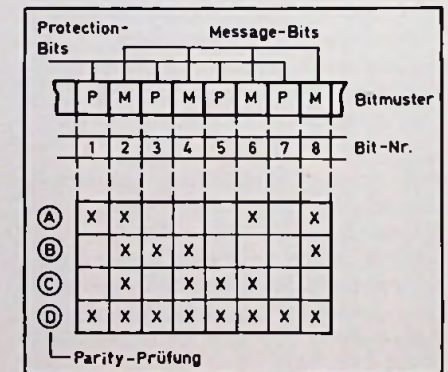 Protection-
Bits
Message-Bits
P M P M P M P M Bitmuster
1 2 3 4 5 6 7 8 Bit-Nr.
A X X X X
B X X X X
C X X X X
D X X X X X X X X
Parity-Prüfung